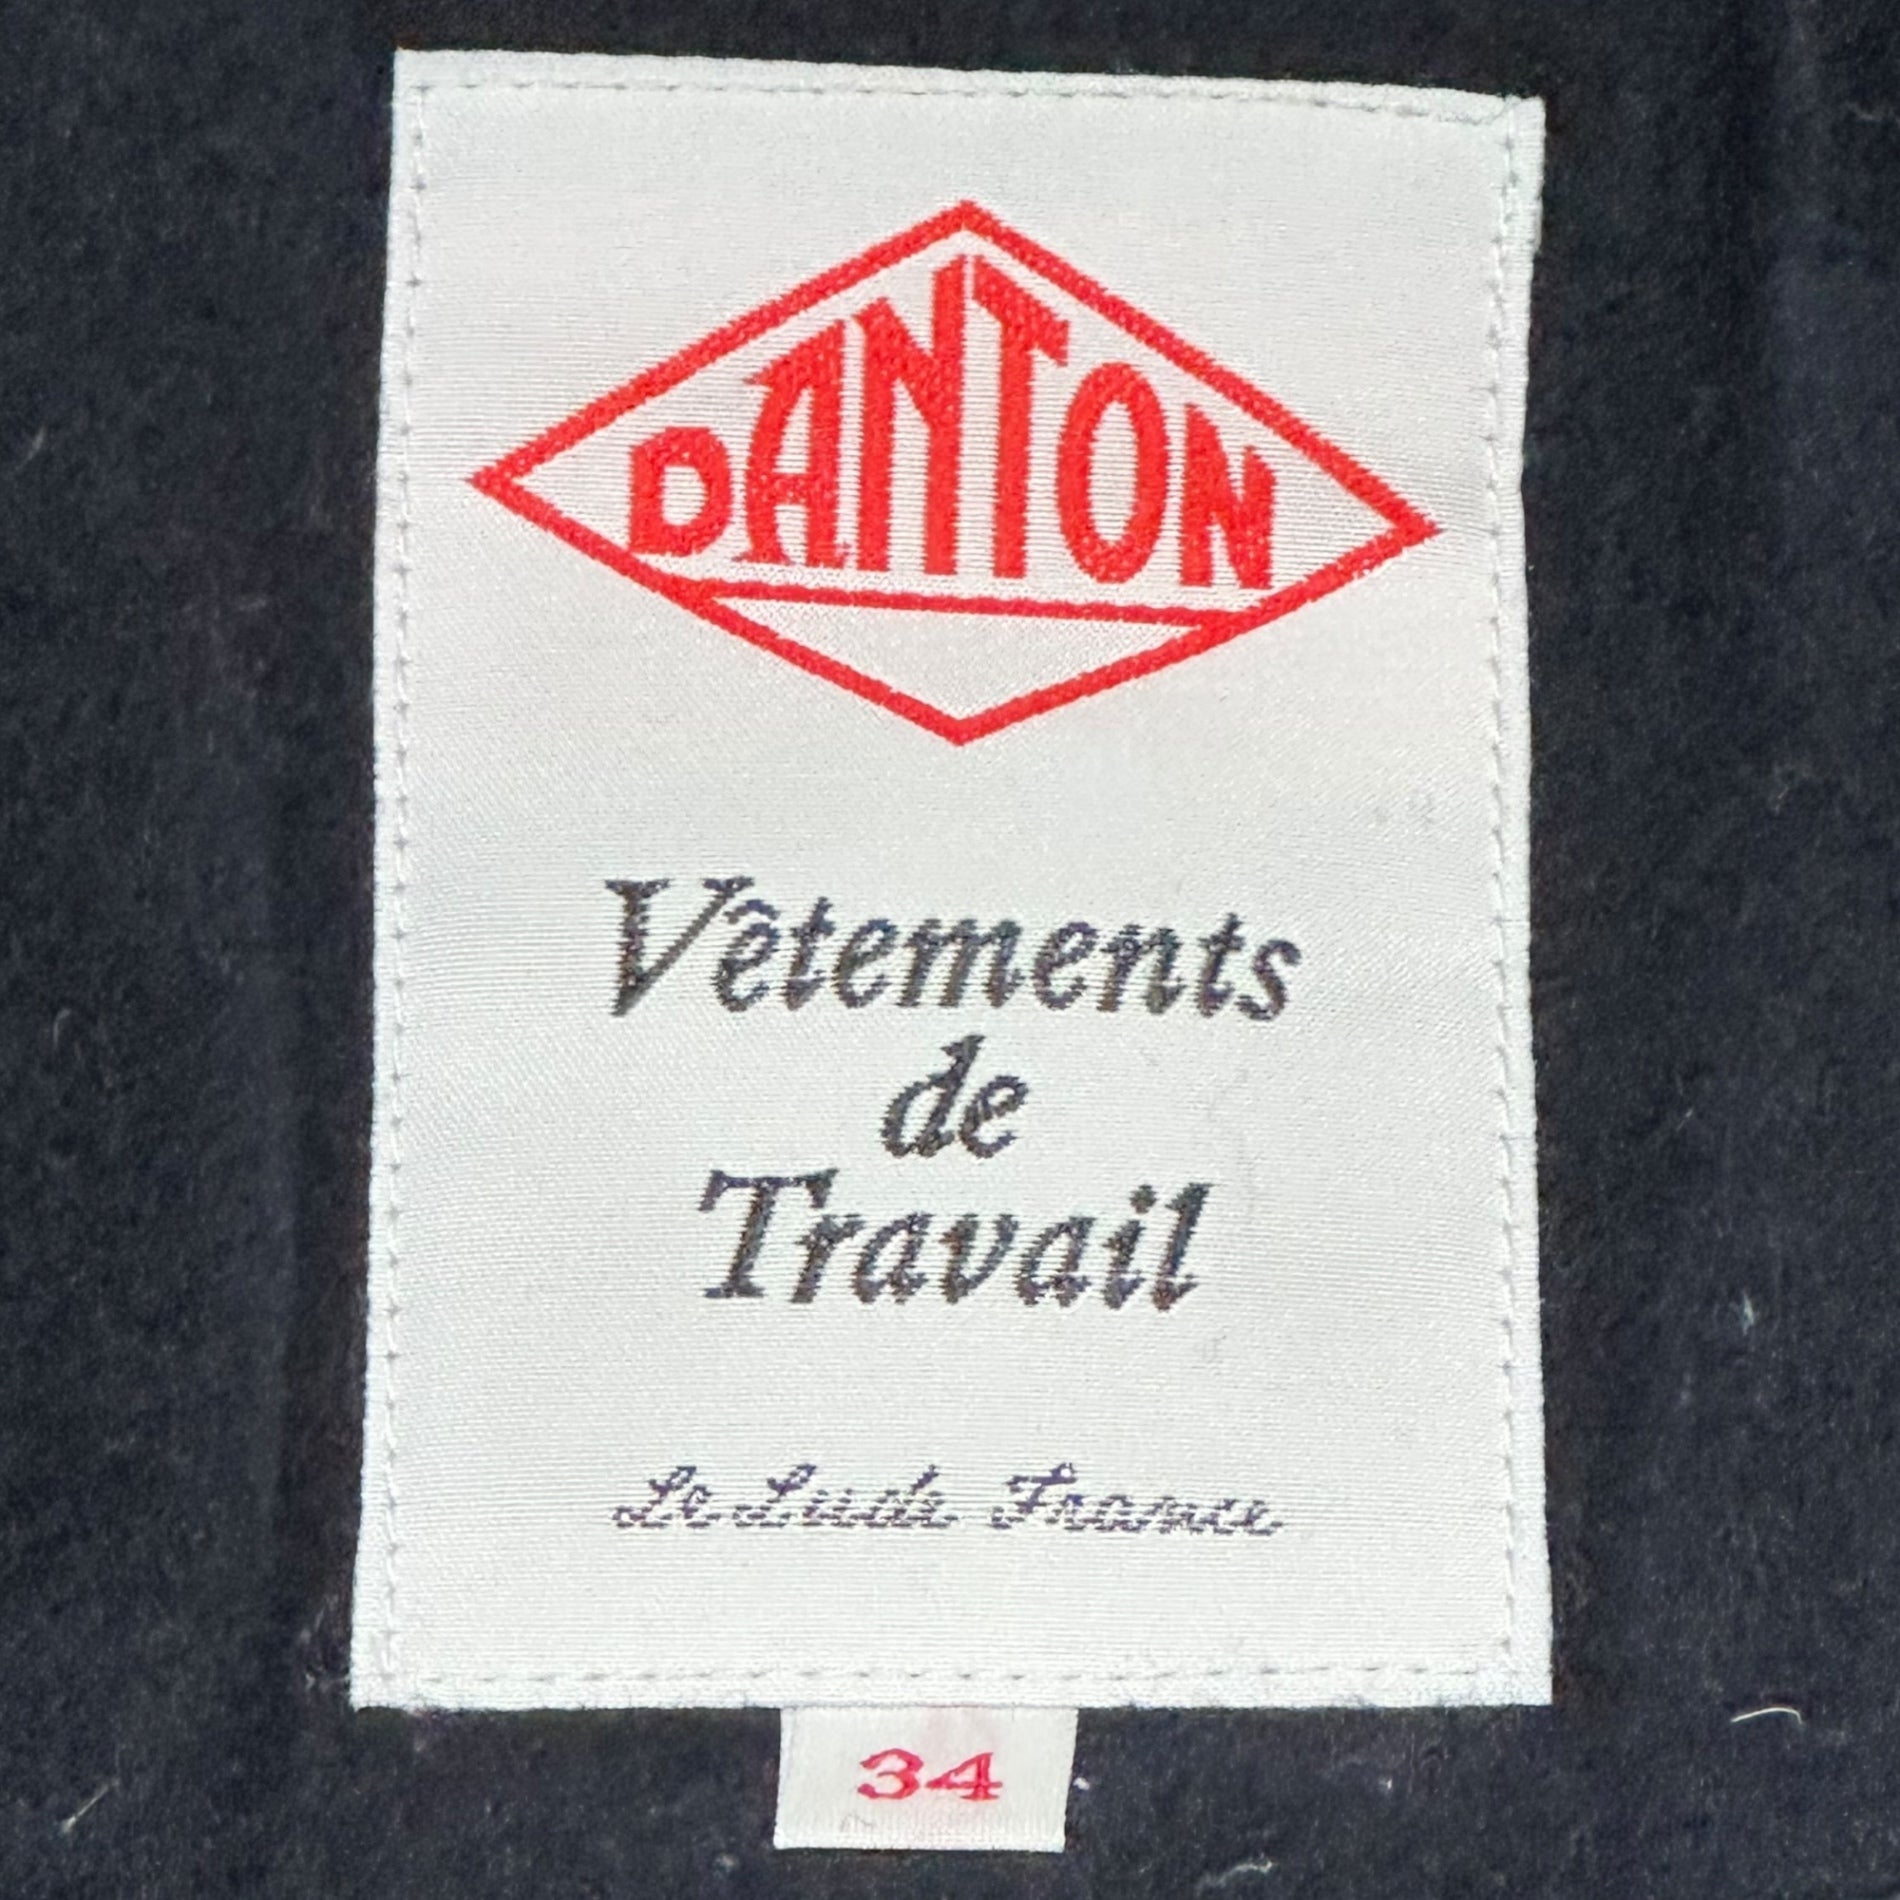 DANTON
Vêtements
de
Travail
Le Lude France
34